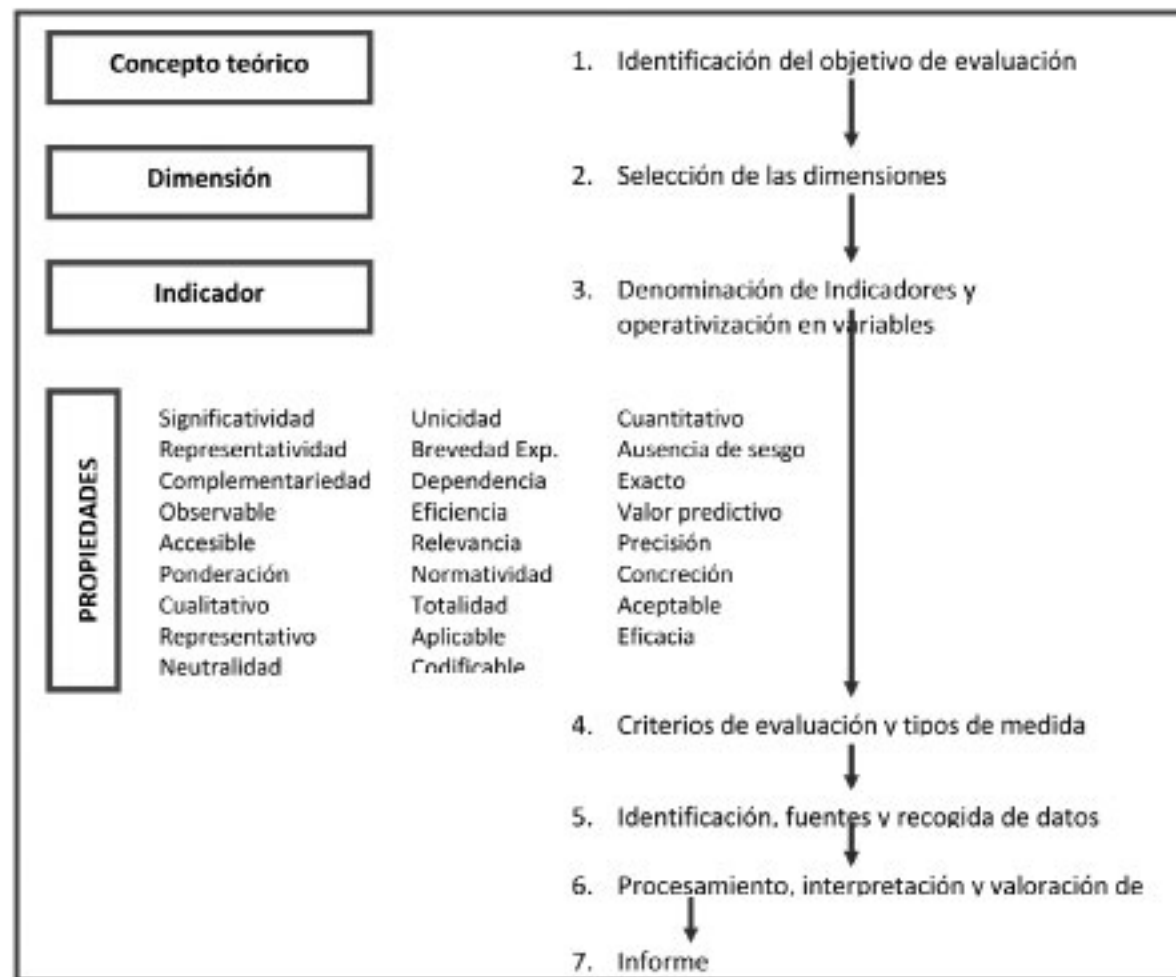 Concepto teórico
1. Identificación del objetivo de evaluación
Dimensión
2. Selección de las dimensiones
Indicador
3. Denominación de Indicadores y
operativización en variables
PROPIEDADES
Significatividad
Representatividad
Complementariedad
Observable
Accesible
Ponderación
Cualitativo
Representativo
Neutralidad
Unicidad
Brevedad Exp.
Dependencia
Eficiencia
Relevancia
Normatividad
Totalidad
Aplicable
Codificable
Cuantitativo
Ausencia de sesgo
Exacto
Valor predictivo
Precisión
Concreción
Aceptable
Eficacia
4. Criterios de evaluación y tipos de medida
5. Identificación, fuentes y recogida de datos
6. Procesamiento, interpretación y valoración de
7. Informe